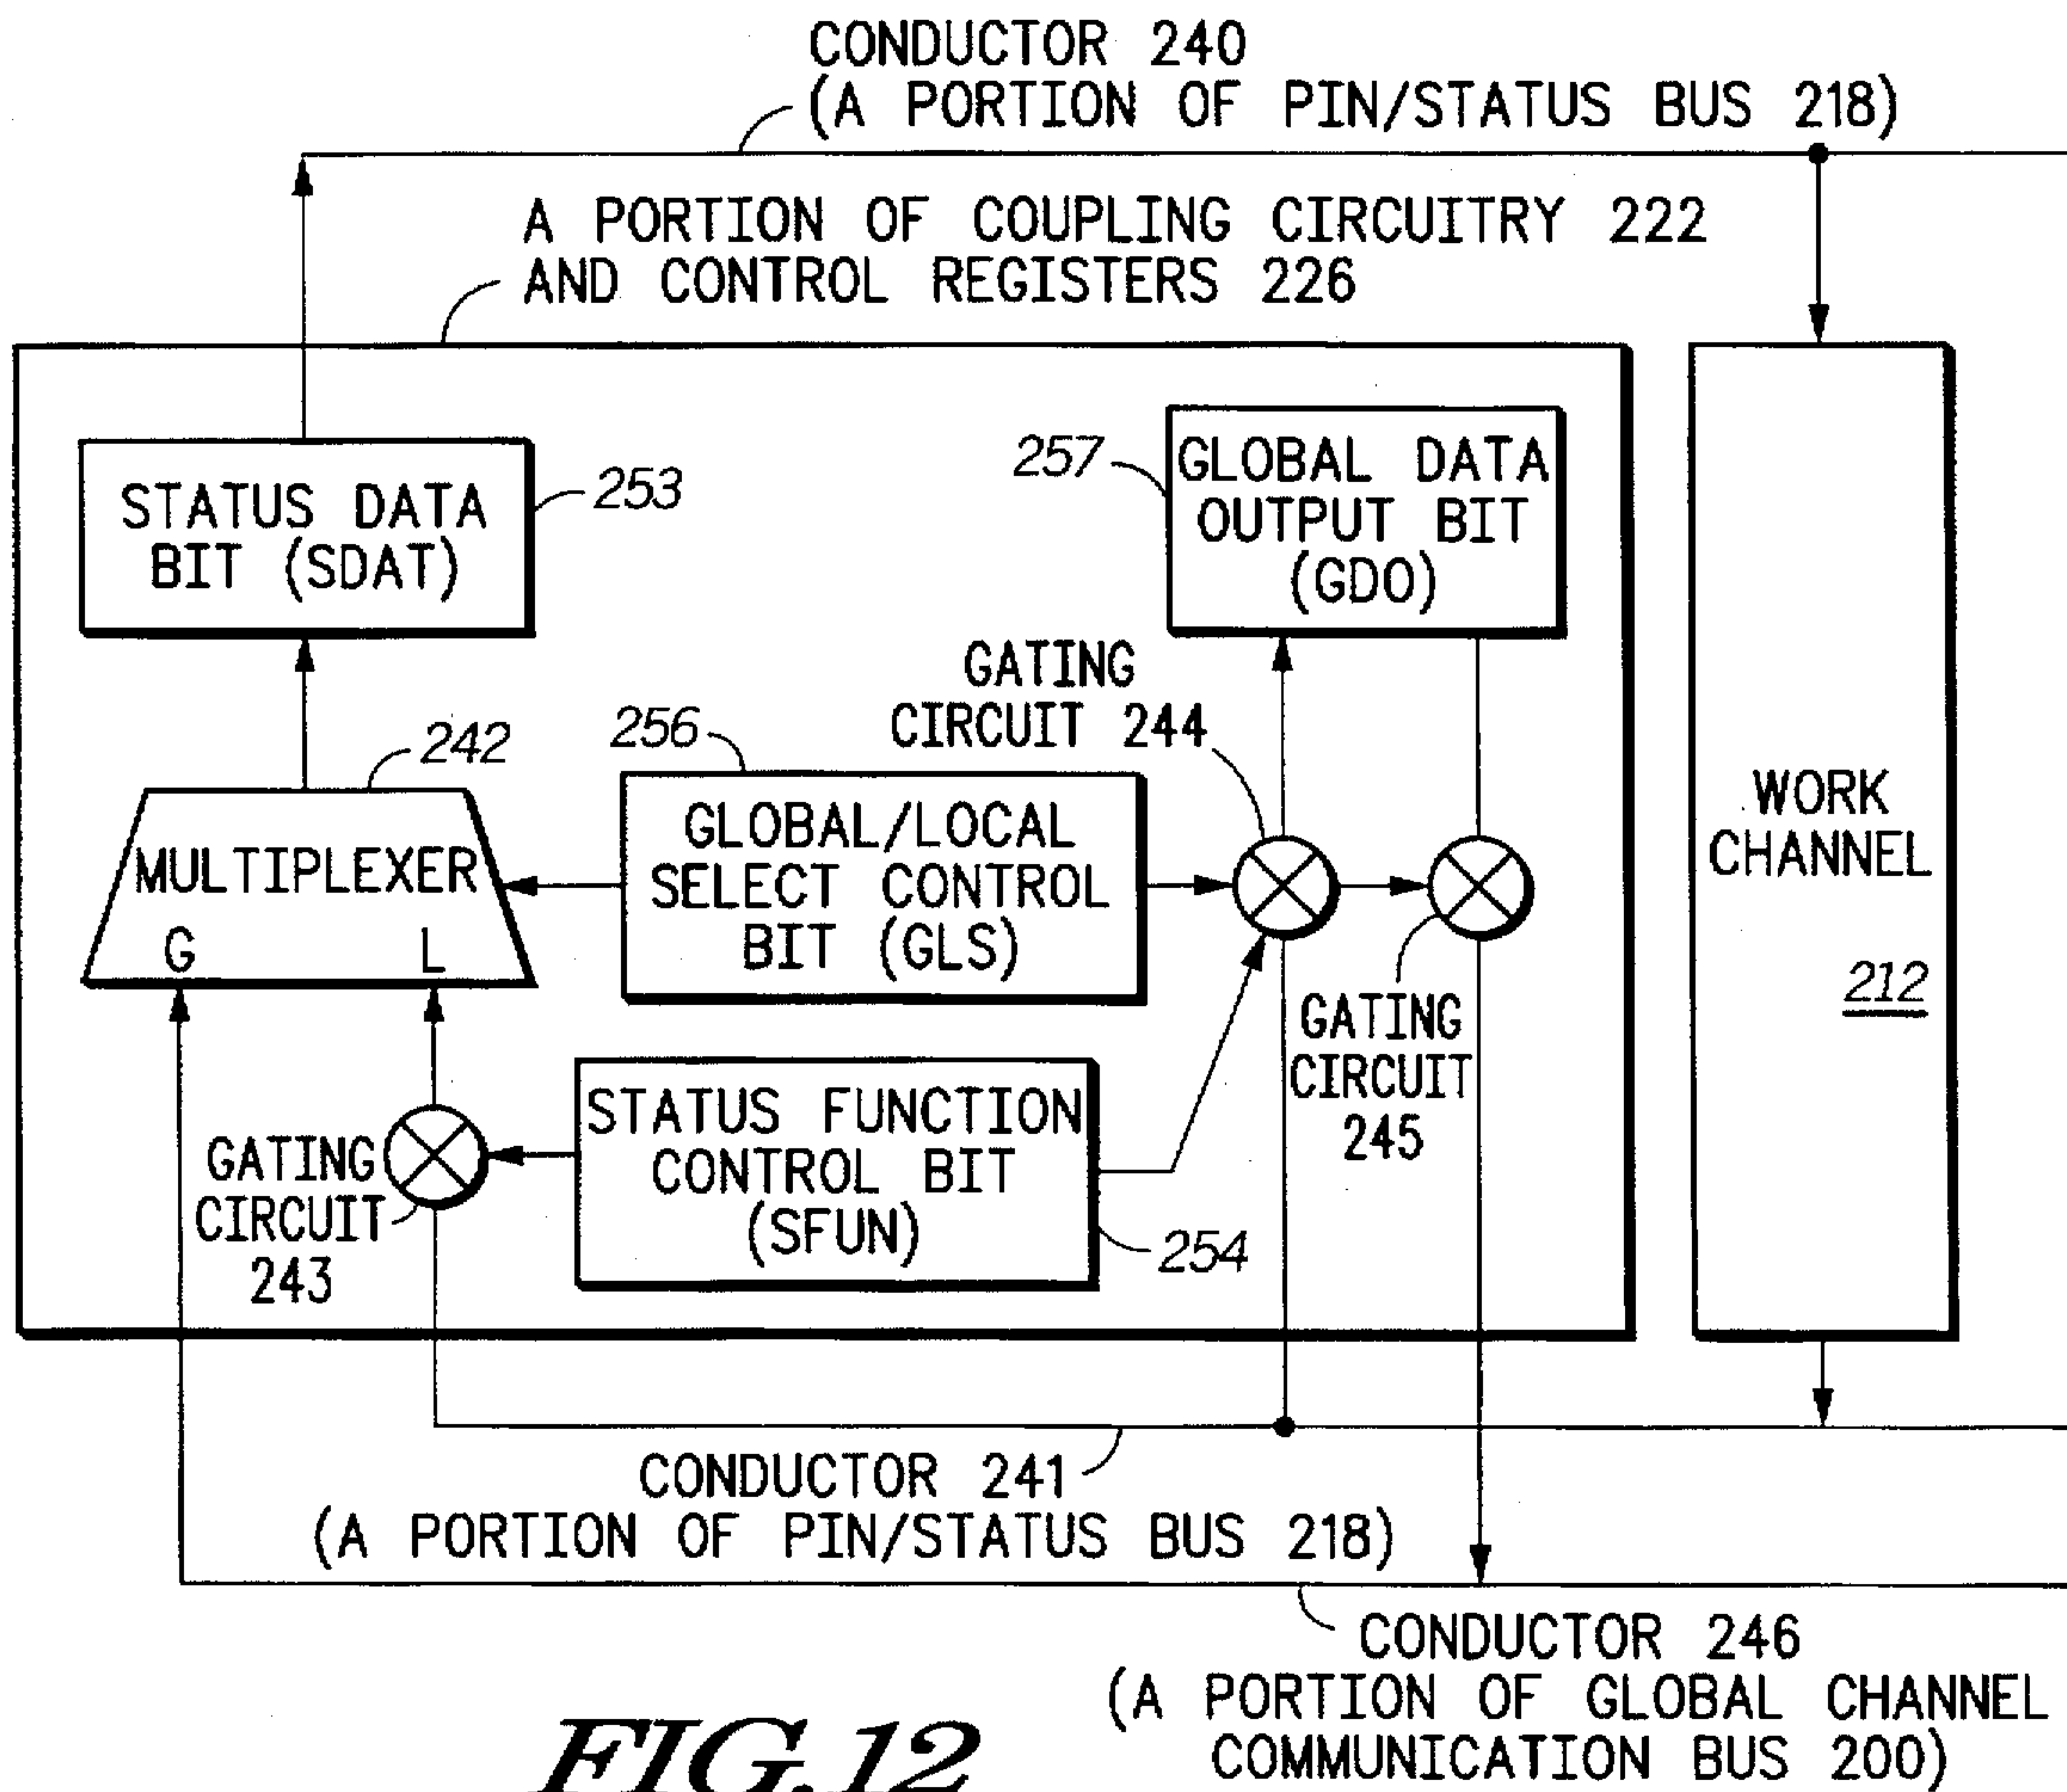 CONDUCTOR 240
(A PORTION OF PIN/STATUS BUS 218)
A PORTION OF COUPLING CIRCUITRY 222
AND CONTROL REGISTERS 226
STATUS DATA
BIT (SDAT)
253
257
GLOBAL DATA
OUTPUT BIT
(GDO)
GATING
CIRCUIT 244
242
MULTIPLEXER
G
L
256
GLOBAL/LOCAL
SELECT CONTROL
BIT (GLS)
WORK
CHANNEL
212
GATING
CIRCUIT
245
GATING
CIRCUIT
243
STATUS FUNCTION
CONTROL BIT
(SFUN)
254
CONDUCTOR 241
(A PORTION OF PIN/STATUS BUS 218)
CONDUCTOR 246
(A PORTION OF GLOBAL CHANNEL
COMMUNICATION BUS 200)
FIG.12